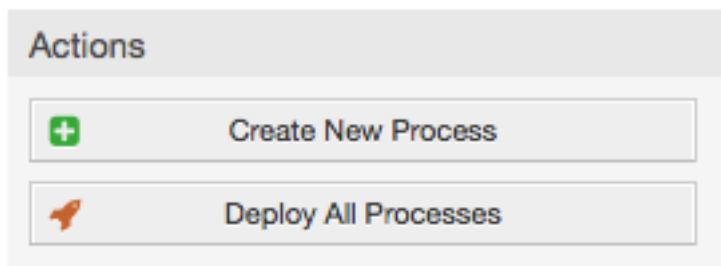 Actions
Create New Process
Deploy All Processes